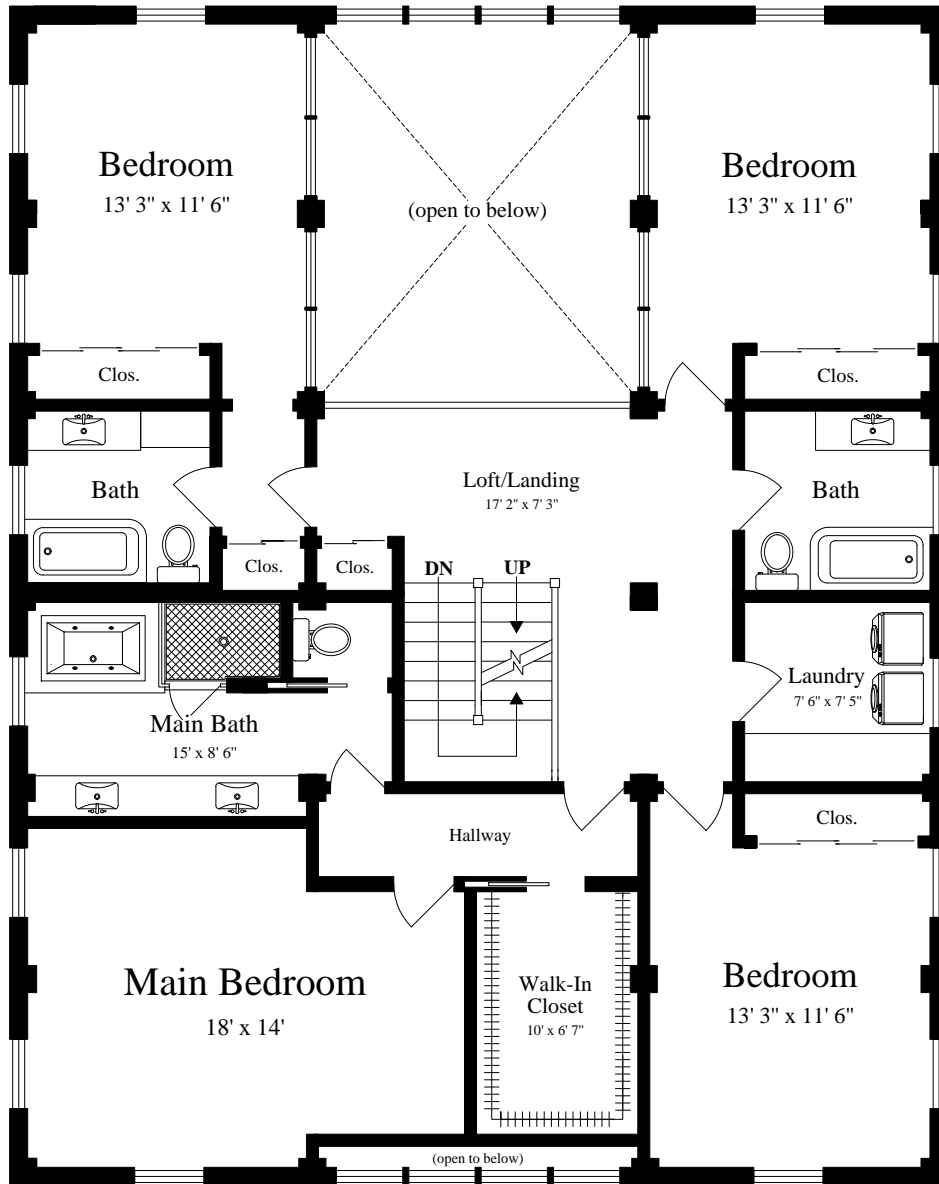 Bedroom
13' 3" x 11' 6"
(open to below)
Bedroom
13' 3" x 11' 6"
Clos.
Clos.
Bath
Loft/Landing
17' 2" x 7' 3"
Bath
Clos.
Clos.
DN
UP
Main Bath
15' x 8' 6"
Laundry
7' 6" x 7' 5"
Hallway
Clos.
Main Bedroom
18' x 14'
Walk-In
Closet
10' x 6' 7"
Bedroom
13' 3" x 11' 6"
(open to below)